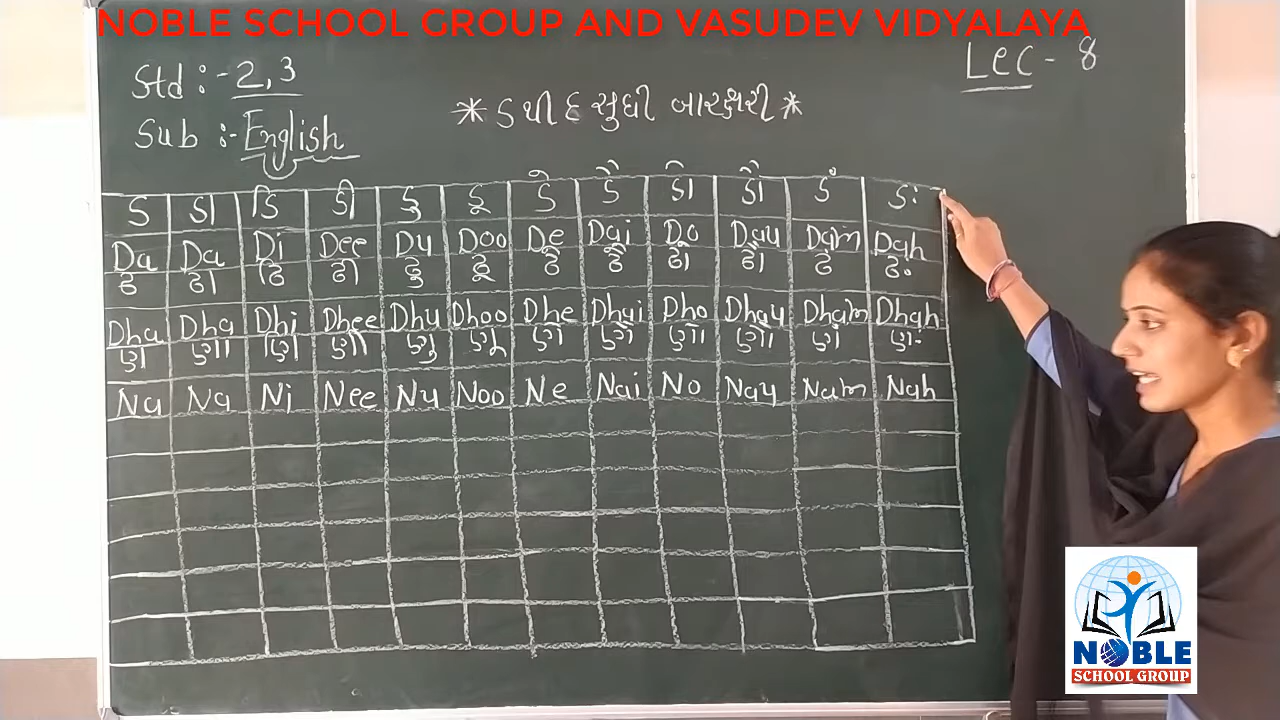 NOBLE SCHOOL GROUP AND VASUDEV VIDYALAYA
Lec - 8
Std :- 2, 3
* ડ થી દ સુધી બારક્ષરી *
Sub :- English
ડ ડા ડિ ડી ડુ ડૂ ડે ડૈ ડો ડૌ ડં ડઃ
Da Da Di Dee Du Doo De Dai Do Dau Dam Dah
ઢ ઢા ઢિ ઢી ઢુ ઢૂ ઢે ઢૈ ઢો ઢૌ ઢં ઢઃ
Dha Dha Dhi Dhee Dhu Dhoo Dhe Dhai Dho Dhau Dham Dhah
ણ ણા ણિ ણી ણુ ણૂ ણે ણૈ ણો ણૌ ણં ણઃ
Na Na Ni Nee Nu Noo Ne Nai No Nau Nam Nah
NOBLE
SCHOOL GROUP